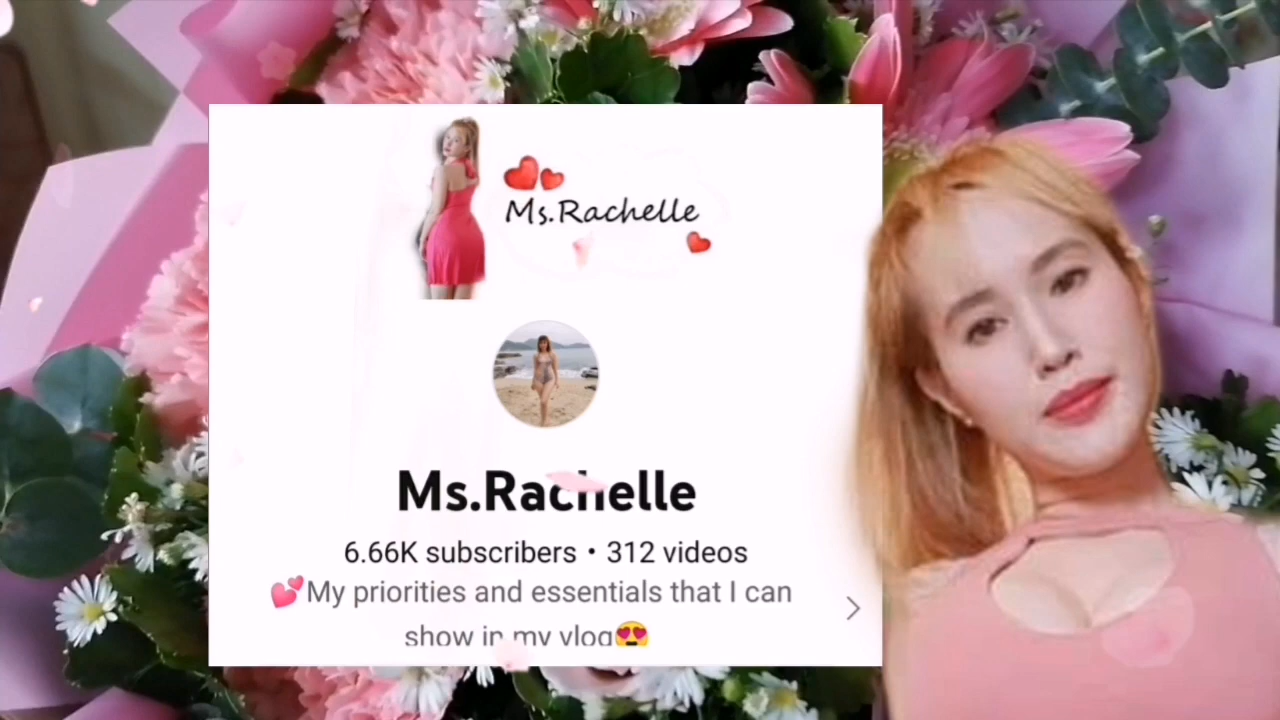 Ms.Rachelle
Ms.Rachelle
6.66K subscribers • 312 videos
💕My priorities and essentials that I can
show in my vlog😍